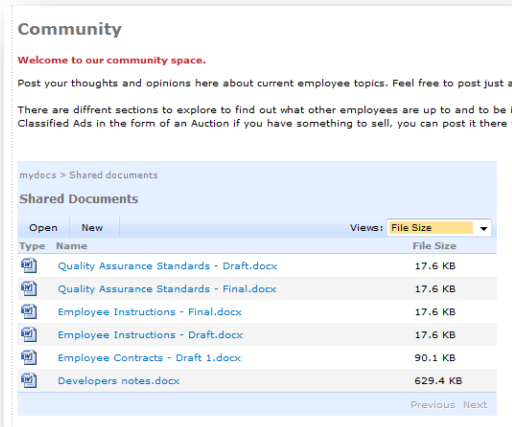 Community
Welcome to our community space.
Post your thoughts and opinions here about current employee topics. Feel free to post just a
There are diffrent sections to explore to find out what other employees are up to and to be i
Classified Ads in the form of an Auction if you have something to sell, you can post it there
mydocs > Shared documents
Shared Documents
Open New Views: File Size
Type Name File Size
Quality Assurance Standards - Draft.docx 17.6 KB
Quality Assurance Standards - Final.docx 17.6 KB
Employee Instructions - Final.docx 17.6 KB
Employee Instructions - Draft.docx 17.6 KB
Employee Contracts - Draft 1.docx 90.1 KB
Developers notes.docx 629.4 KB
Previous Next